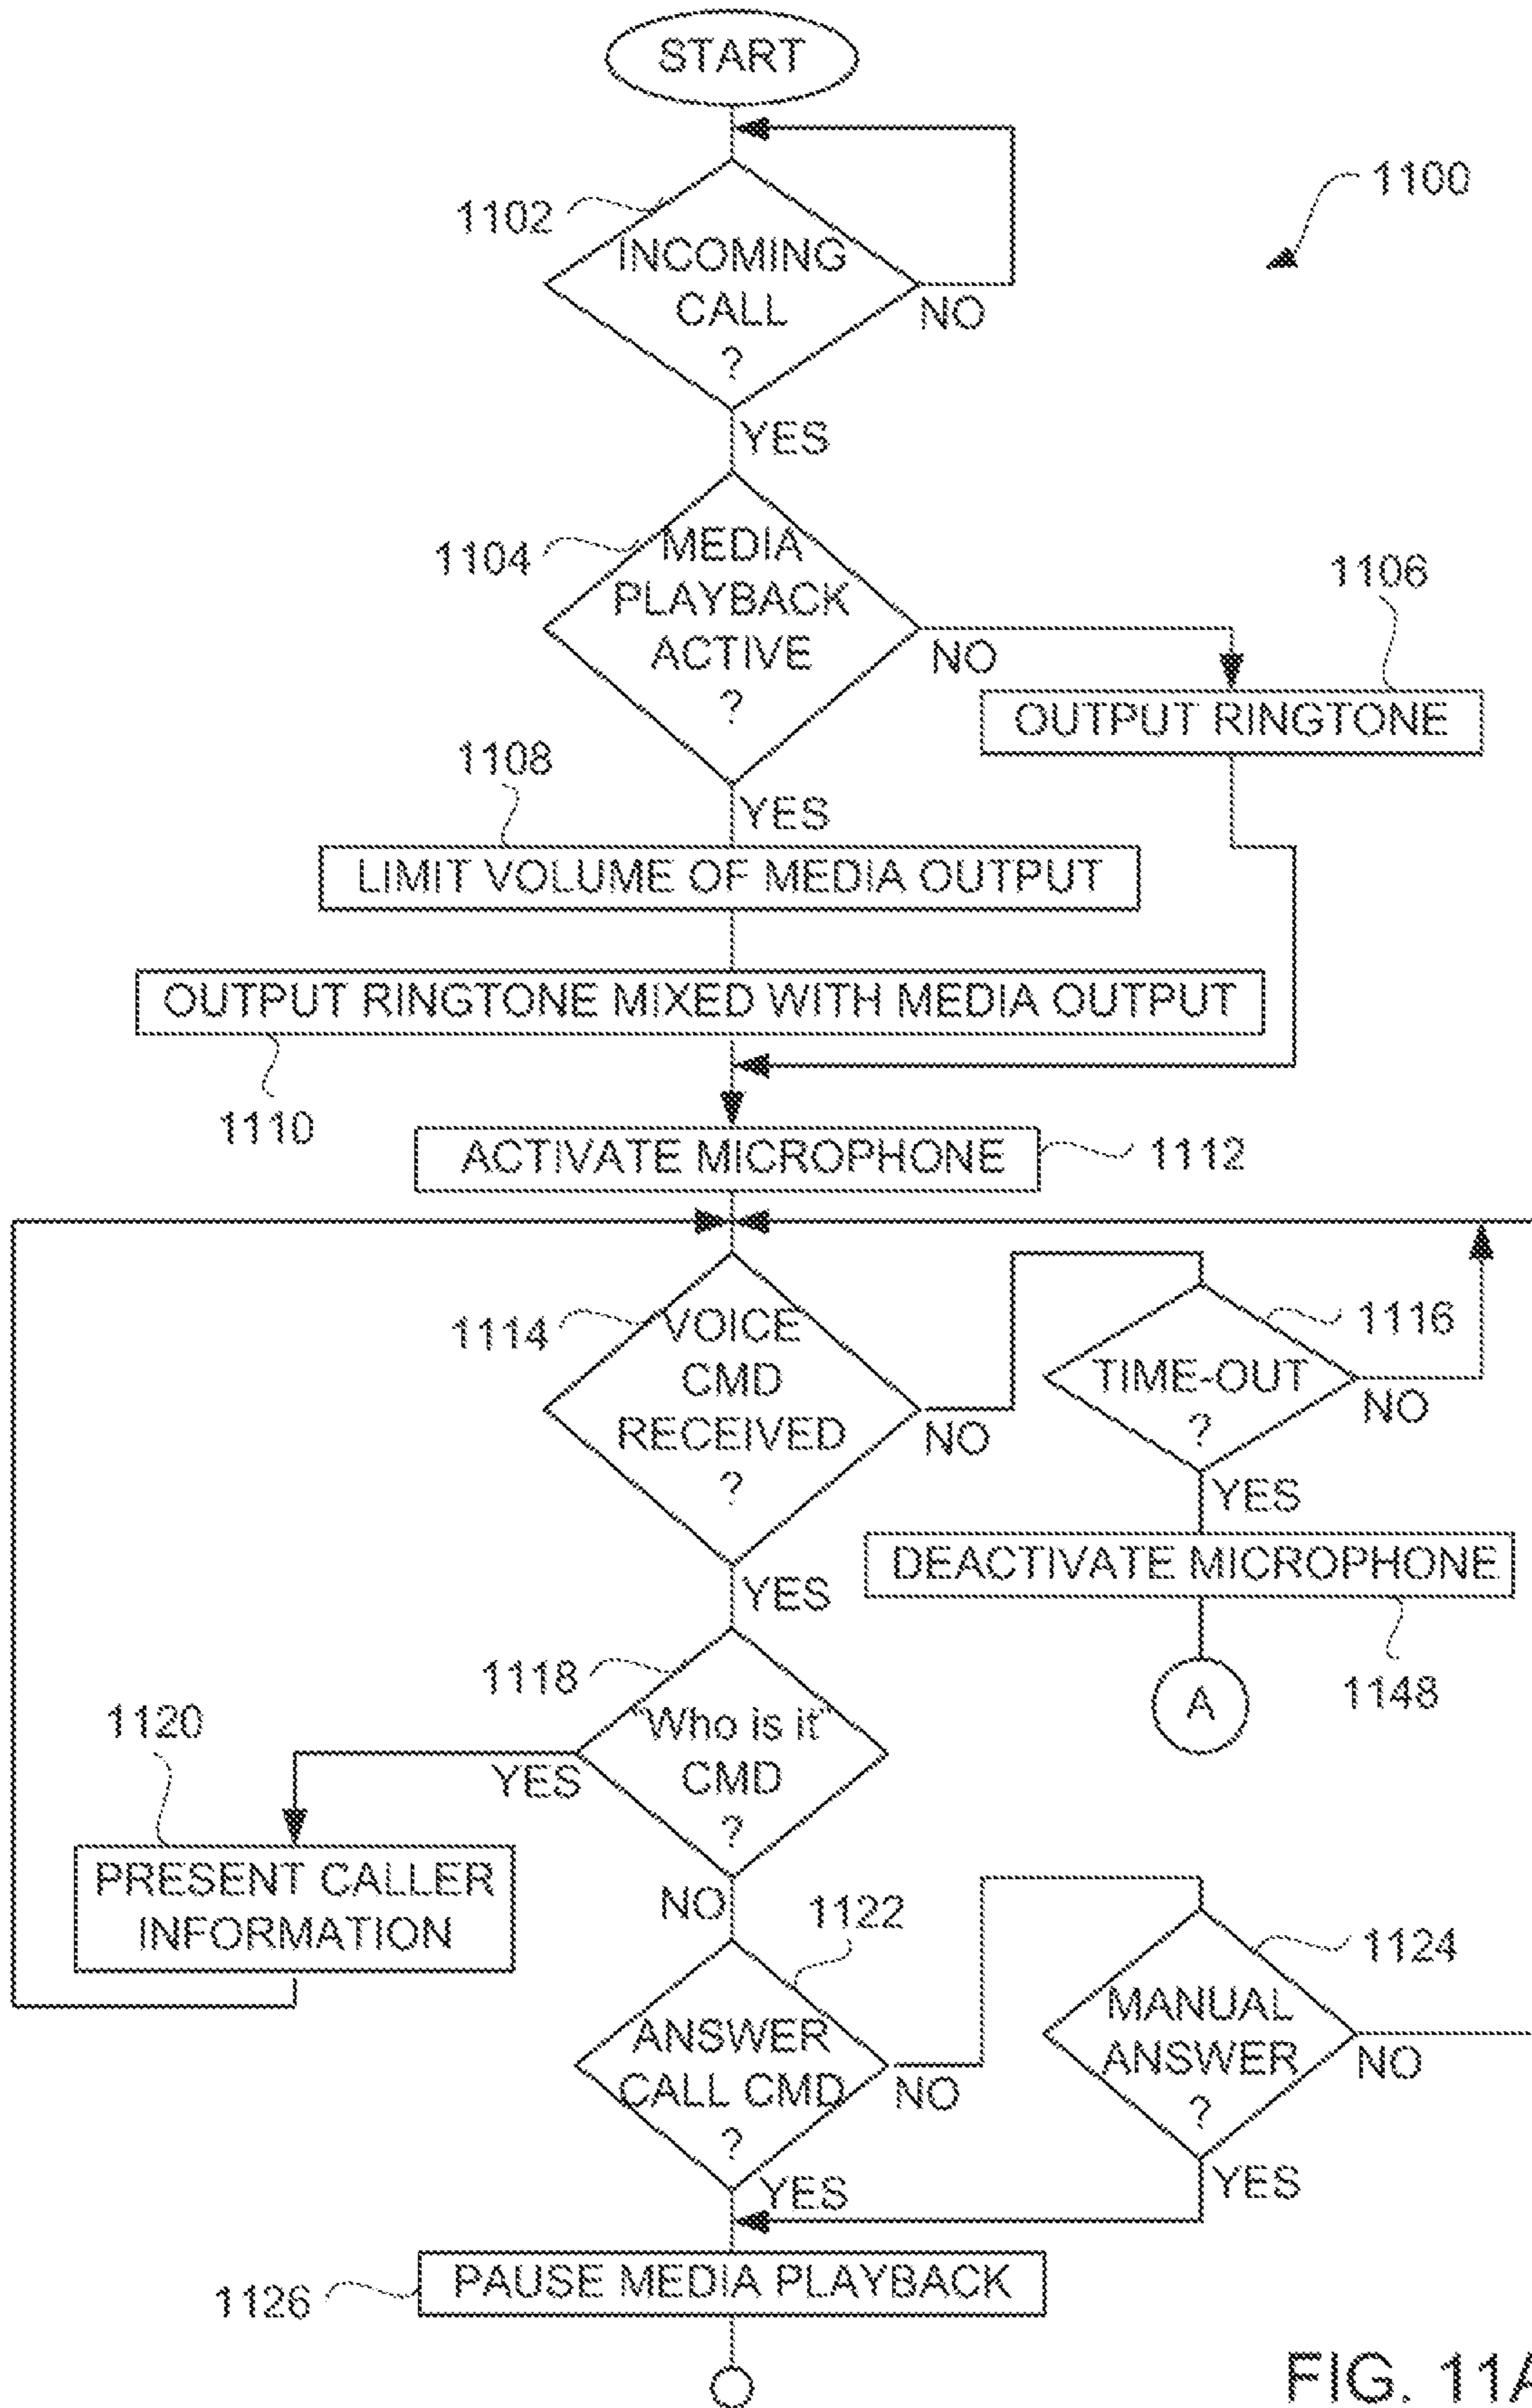 START
1100
1102
INCOMING
CALL
?
NO
YES
1104
MEDIA
PLAYBACK
ACTIVE
?
NO
1106
OUTPUT RINGTONE
1108
YES
LIMIT VOLUME OF MEDIA OUTPUT
OUTPUT RINGTONE MIXED WITH MEDIA OUTPUT
1110
ACTIVATE MICROPHONE
1112
1114
VOICE
CMD
RECEIVED
?
NO
1116
TIME-OUT
?
NO
YES
YES
DEACTIVATE MICROPHONE
1148
A
1118
"Who is it"
CMD
?
YES
1120
PRESENT CALLER
INFORMATION
NO
1122
ANSWER
CALL CMD
?
NO
1124
MANUAL
ANSWER
?
NO
YES
YES
PAUSE MEDIA PLAYBACK
1126
FIG. 11A